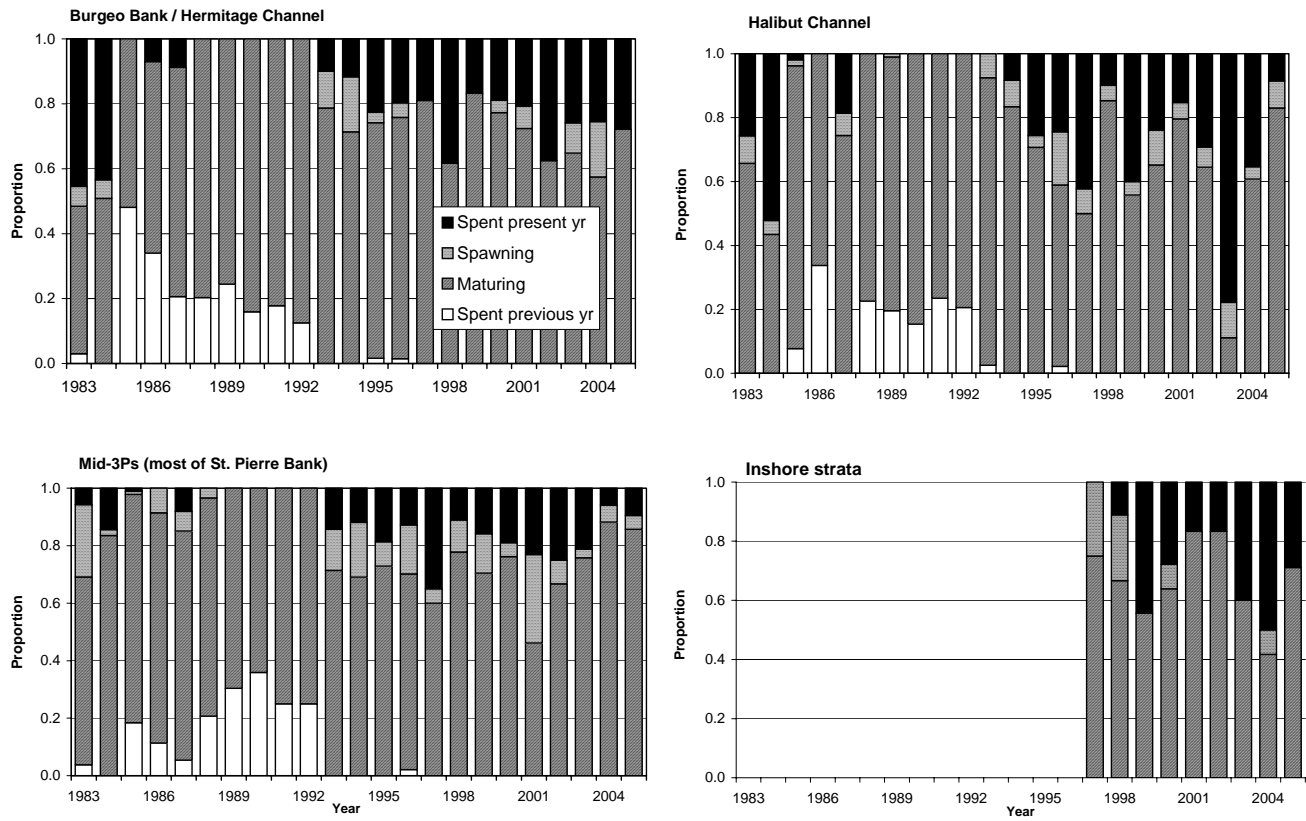 Burgeo Bank / Hermitage Channel
1.0
0.8
0.6
0.4
0.2
0.0
Proportion
Spent present yr
Spawning
Maturing
Spent previous yr
1983 1986 1989 1992 1995 1998 2001 2004
Halibut Channel
1.0
0.8
0.6
0.4
0.2
0.0
Proportion
1983 1986 1989 1992 1995 1998 2001 2004
Mid-3Ps (most of St. Pierre Bank)
1.0
0.8
0.6
0.4
0.2
0.0
Proportion
1983 1986 1989 1992 1995 1998 2001 2004
Year
Inshore strata
1.0
0.8
0.6
0.4
0.2
0.0
Proportion
1983 1986 1989 1992 1995 1998 2001 2004
Year